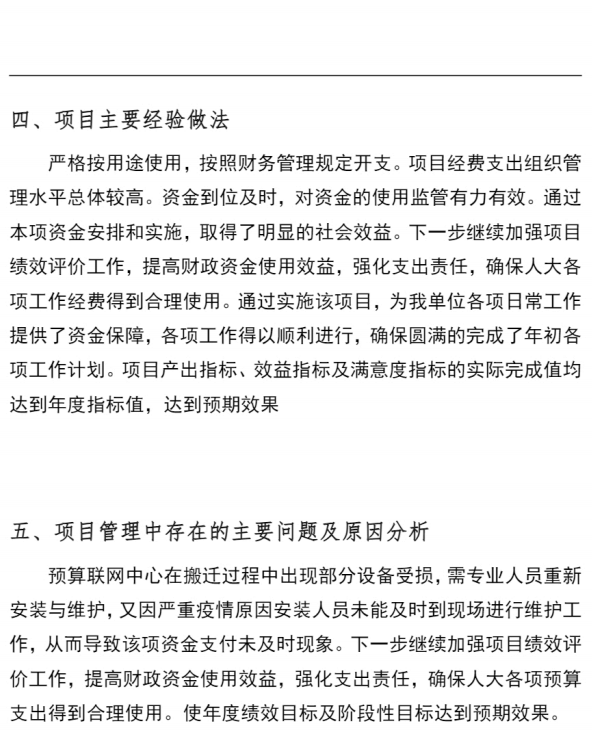 四、项目主要经验做法
严格按用途使用，按照财务管理规定开支。项目经费支出组织管
理水平总体较高。资金到位及时，对资金的使用监管有力有效。通过
本项资金安排和实施，取得了明显的社会效益。下一步继续加强项目
绩效评价工作，提高财政资金使用效益，强化支出责任，确保人大各
项工作经费得到合理使用。通过实施该项目，为我单位各项日常工作
提供了资金保障，各项工作得以顺利进行，确保圆满的完成了年初各
项工作计划。项目产出指标、效益指标及满意度指标的实际完成值均
达到年度指标值，达到预期效果
五、项目管理中存在的主要问题及原因分析
预算联网中心在搬迁过程中出现部分设备受损，需专业人员重新
安装与维护，又因严重疫情原因安装人员未能及时到现场进行维护工
作，从而导致该项资金支付未及时现象。下一步继续加强项目绩效评
价工作，提高财政资金使用效益，强化支出责任，确保人大各项预算
支出得到合理使用。使年度绩效目标及阶段性目标达到预期效果。